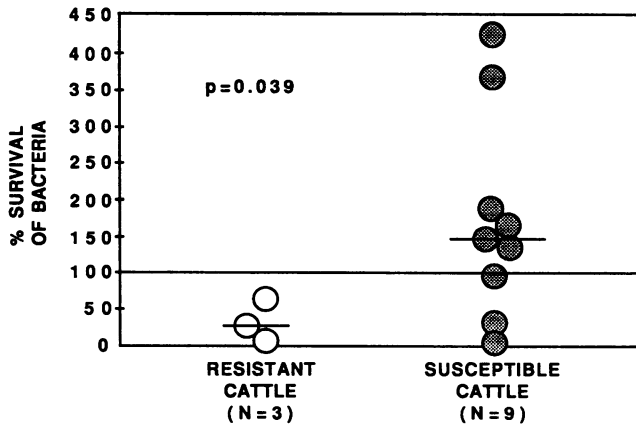 450
400
350
300
250
200
150
100
50
0
% SURVIVAL
OF BACTERIA
p=0.039
RESISTANT
CATTLE
(N=3)
SUSCEPTIBLE
CATTLE
(N=9)